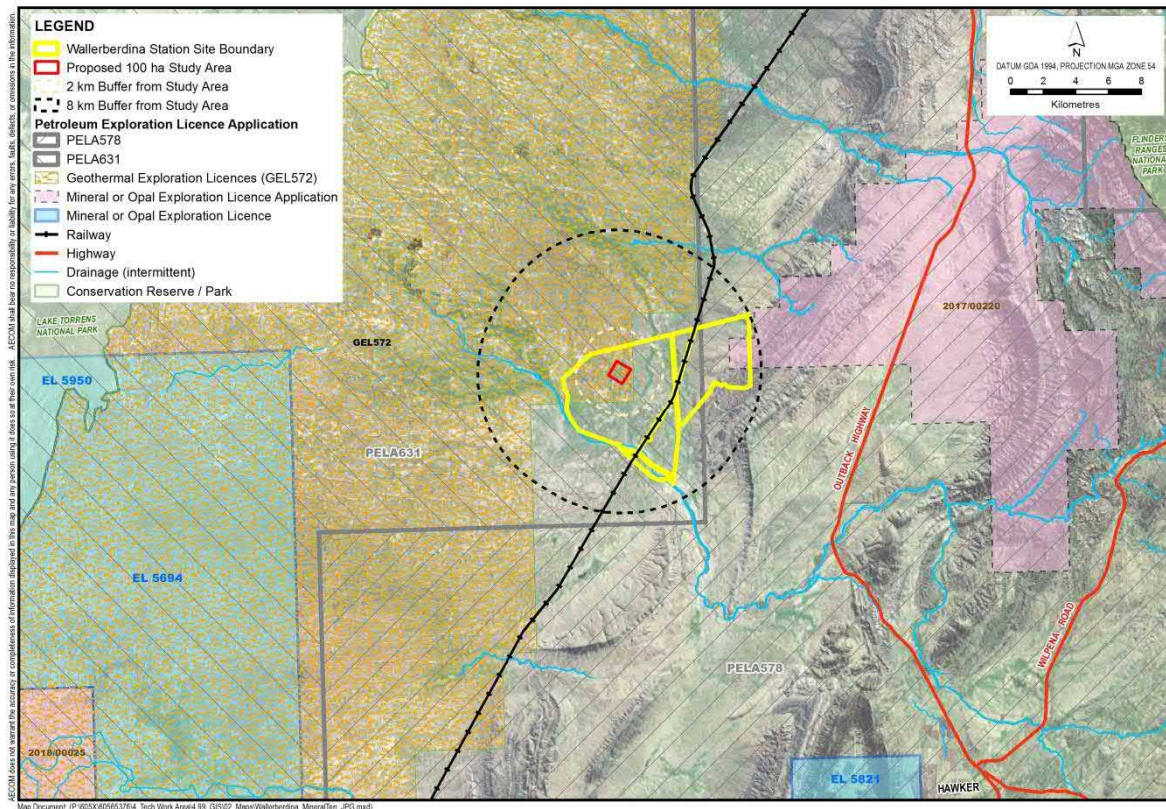 LEGEND
Wallerberdina Station Site Boundary
Proposed 100 ha Study Area
2 km Buffer from Study Area
8 km Buffer from Study Area
Petroleum Exploration Licence Application
PELA578
PELA631
Geothermal Exploration Licences (GEL572)
Mineral or Opal Exploration Licence Application
Mineral or Opal Exploration Licence
Railway
Highway
Drainage (intermittent)
Conservation Reserve / Park
N
DATUM GDA 1994, PROJECTION MGA ZONE 54
0 2 4 6 8
Kilometres
FLINDERS
RANGES
NATIONAL
PARK
LAKE TORRENS
NATIONAL PARK
2017/00220
GEL572
EL 5950
PELA631
OUTBACK HIGHWAY
EL 5694
WILPENA ROAD
PELA578
2018/00025
EL 5821
HAWKER
AECOM does not warrant the accuracy or completeness of information displayed in this map and any person using it does so at their own risk. AECOM shall bear no responsibility or liability for any errors, faults, defects, or omissions in the information.